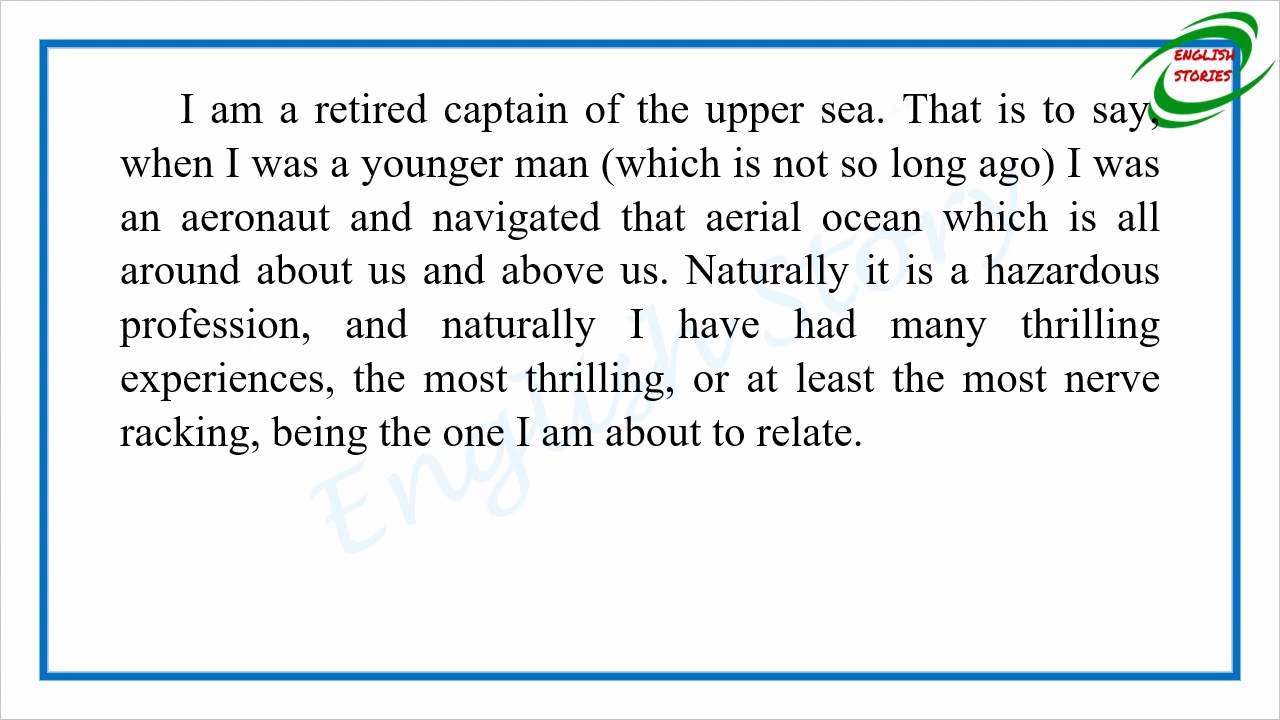 ENGLISH
STORIES
I am a retired captain of the upper sea. That is to say,
when I was a younger man (which is not so long ago) I was
an aeronaut and navigated that aerial ocean which is all
around about us and above us. Naturally it is a hazardous
profession, and naturally I have had many thrilling
experiences, the most thrilling, or at least the most nerve
racking, being the one I am about to relate.
English Story